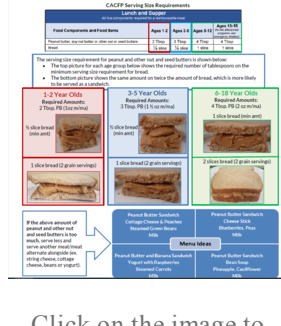 CACFP Serving Size Requirements
Lunch and Supper
All five components required for a reimbursable meal
Food Components and Food Items
Ages 1-2
Ages 3-5
Ages 6-12
Ages 13-18
Peanut butter, soy nut butter or other nut or seed butters
2 Tbsp
3 Tbsp
4 Tbsp
4 Tbsp
Bread
½ slice
½ slice
1 slice
1 slice
The serving size requirement for peanut and other nut and seed butters is shown below:
• The top picture for each age group below shows the required number of tablespoons on the
minimum serving size requirement for bread.
• The bottom picture shows the same amount on twice the amount of bread, which is more likely
to be served as a sandwich.
1-2 Year Olds
Required Amounts:
2 Tbsp. PB (1oz m/ma)
½ slice bread
(min amt)
1 slice bread (2 grain servings)
3-5 Year Olds
Required Amounts:
3 Tbsp. PB (1 ½ oz m/ma)
½ slice bread
(min amt)
1 slice bread (2 grain servings)
6-18 Year Olds
Required Amounts:
4 Tbsp. PB (2 oz m/ma)
1 slice bread (min amt)
2 slices bread (2 grain servings)
If the above amount of
peanut and other nut
and seed butters is too
much, serve less and
serve another meat/meat
alternate alongside (ex.
string cheese, cottage
cheese, beans or yogurt).
Peanut Butter Sandwich
Cottage Cheese & Peaches
Steamed Green Beans
Milk
Peanut Butter Sandwich
Cheese Stick
Blueberries, Peas
Milk
Menu Ideas
Peanut Butter and Banana Sandwich
Yogurt with Raspberries
Steamed Carrots
Milk
Peanut Butter Sandwich
Bean Soup
Pineapple, Cauliflower
Milk
Click on the image to